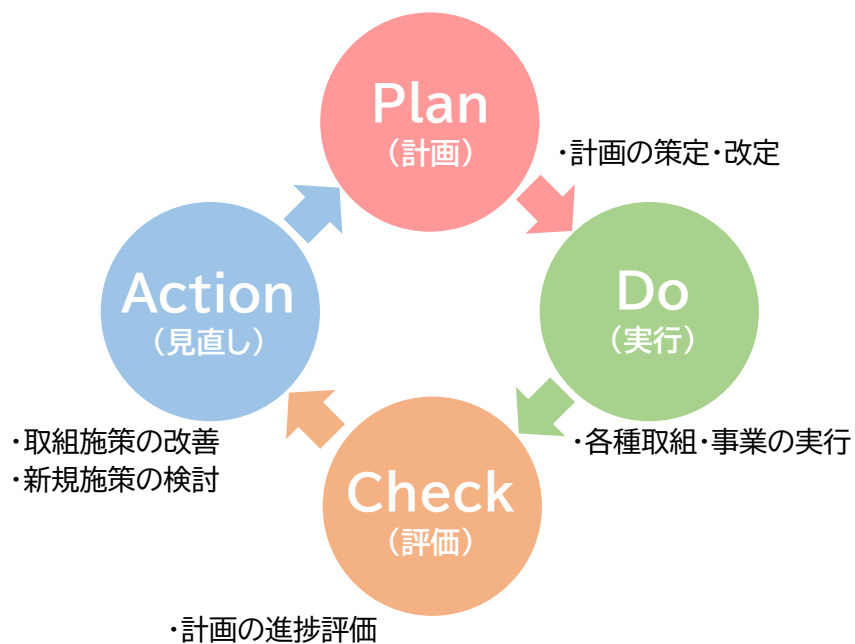 Plan
（計画）
・計画の策定・改定
Do
（実行）
・各種取組・事業の実行
Check
（評価）
・計画の進捗評価
Action
（見直し）
・取組施策の改善
・新規施策の検討